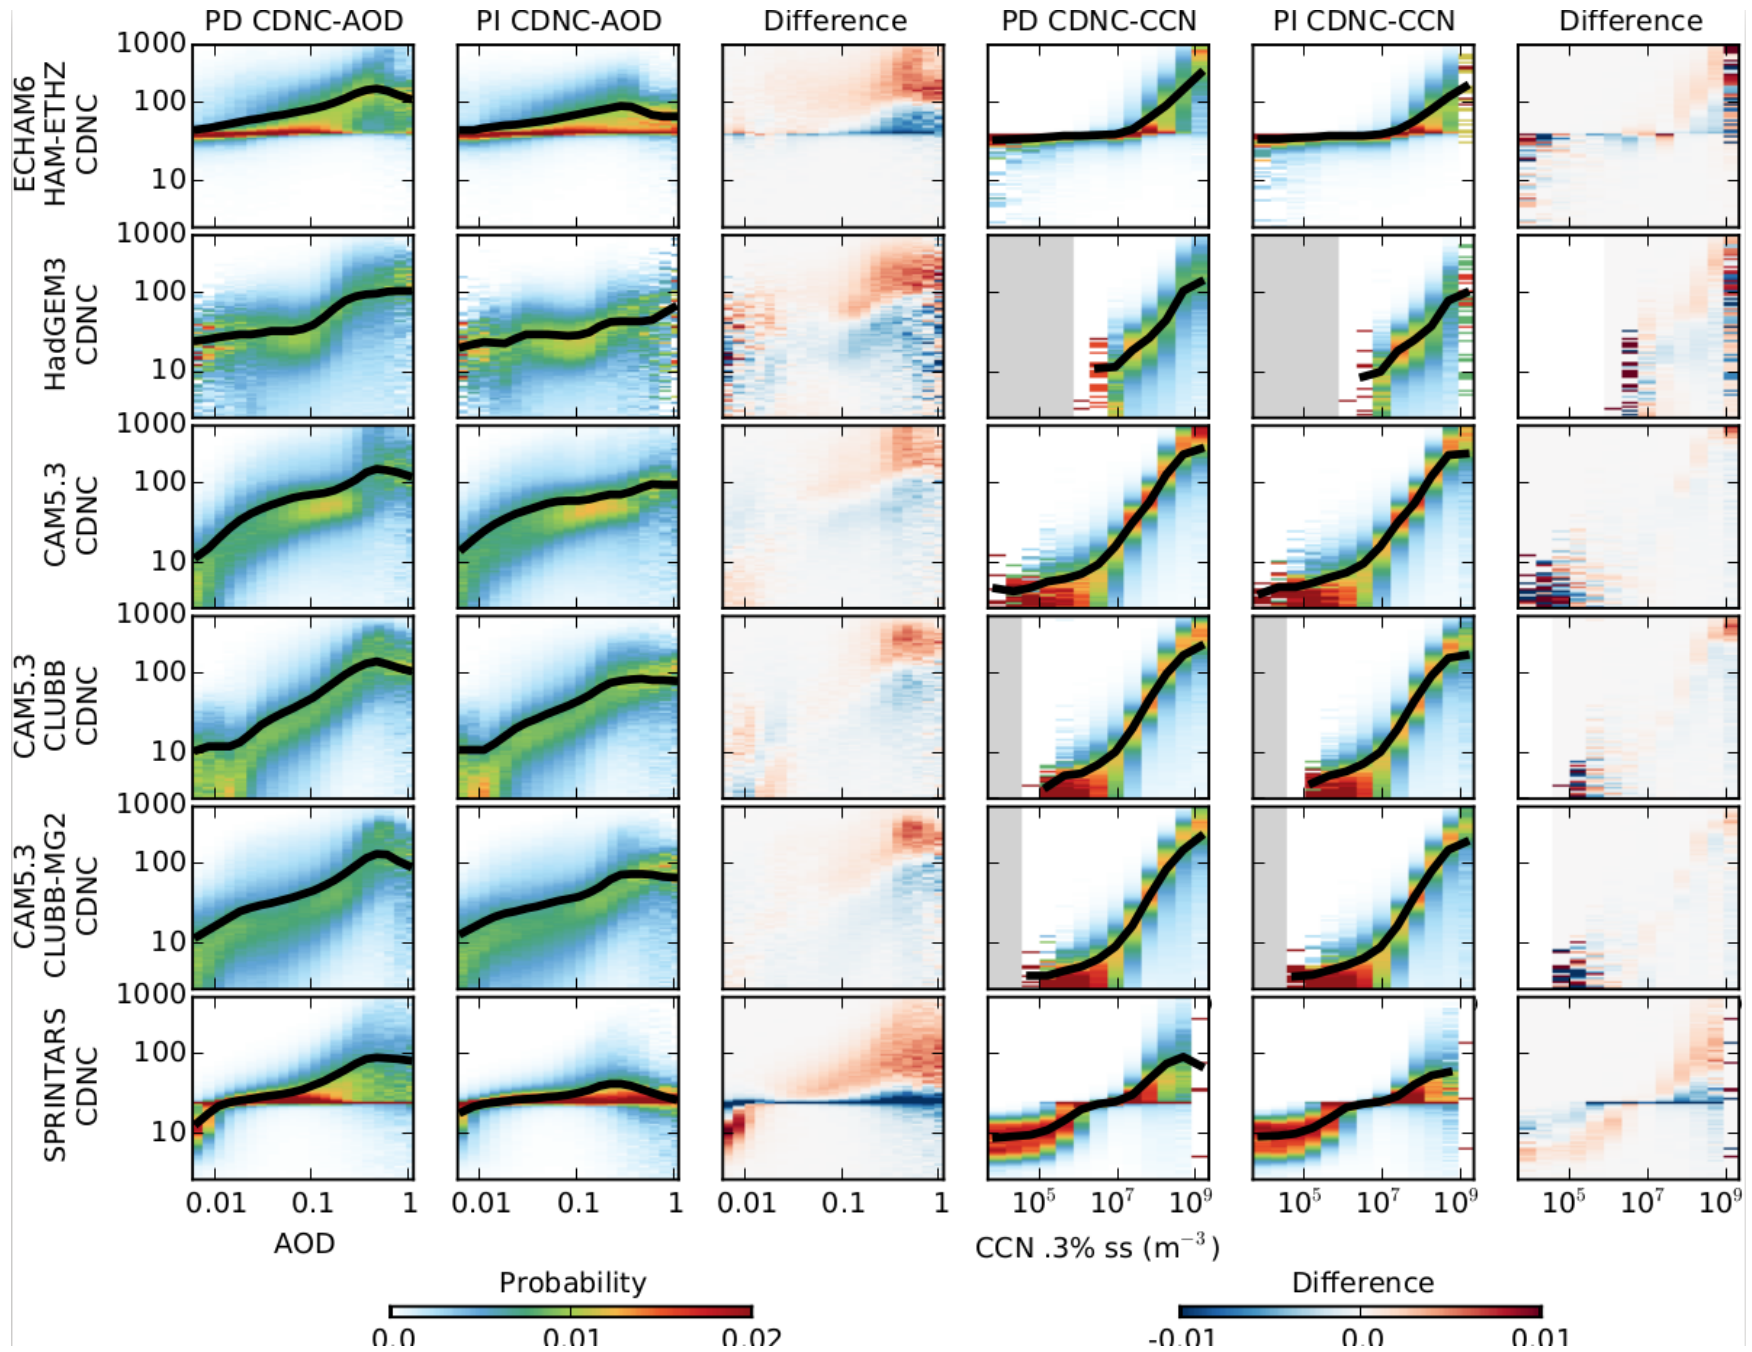 PD CDNC-AOD PI CDNC-AOD Difference PD CDNC-CCN PI CDNC-CCN Difference
ECHAM6
HAM-ETHZ
CDNC
1000
100
10
HadGEM3
CDNC
1000
100
10
CAM5.3
CDNC
1000
100
10
CAM5.3
CLUBB
CDNC
1000
100
10
CAM5.3
CLUBB-MG2
CDNC
1000
100
10
SPRINTARS
CDNC
1000
100
10
0.01 0.1 1 0.01 0.1 1 0.01 0.1 1 10⁵ 10⁷ 10⁹ 10⁵ 10⁷ 10⁹ 10⁵ 10⁷ 10⁹
AOD CCN .3% ss (m⁻³)
Probability Difference
0.0 0.01 0.02 -0.01 0.0 0.01